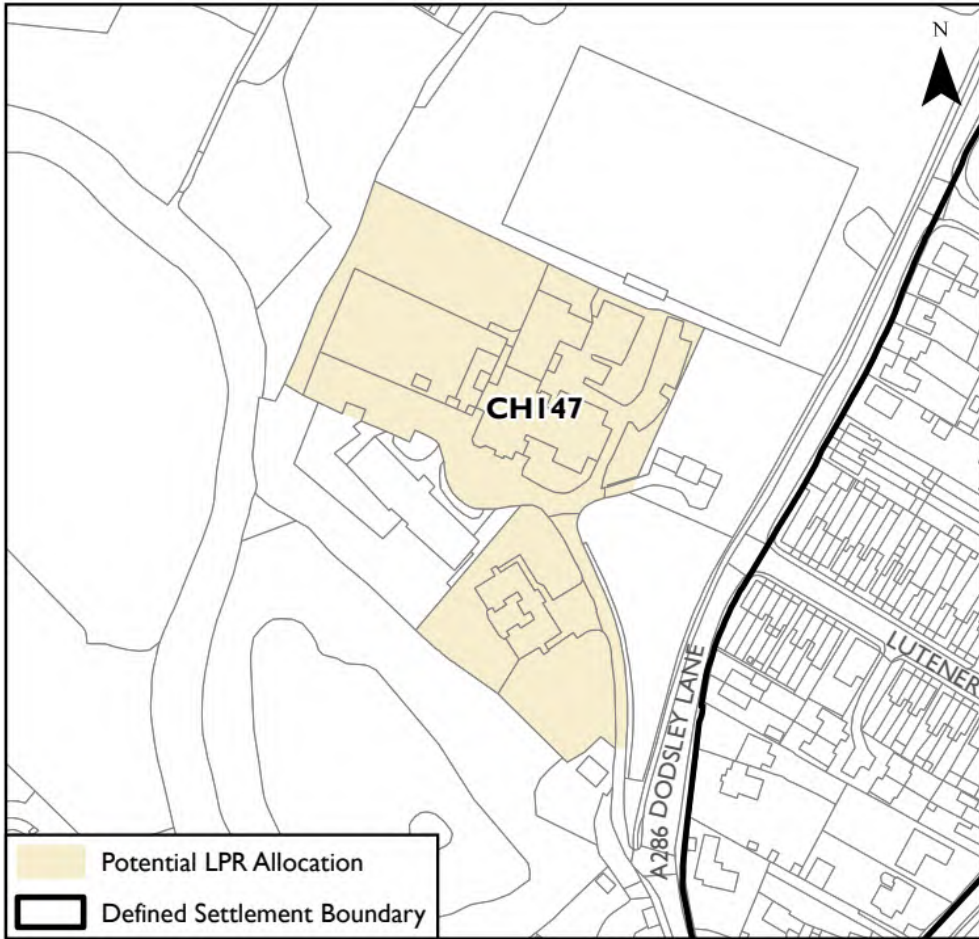 N
CH147
LUTENER
A286 DODSLEY LANE
Potential LPR Allocation
Defined Settlement Boundary